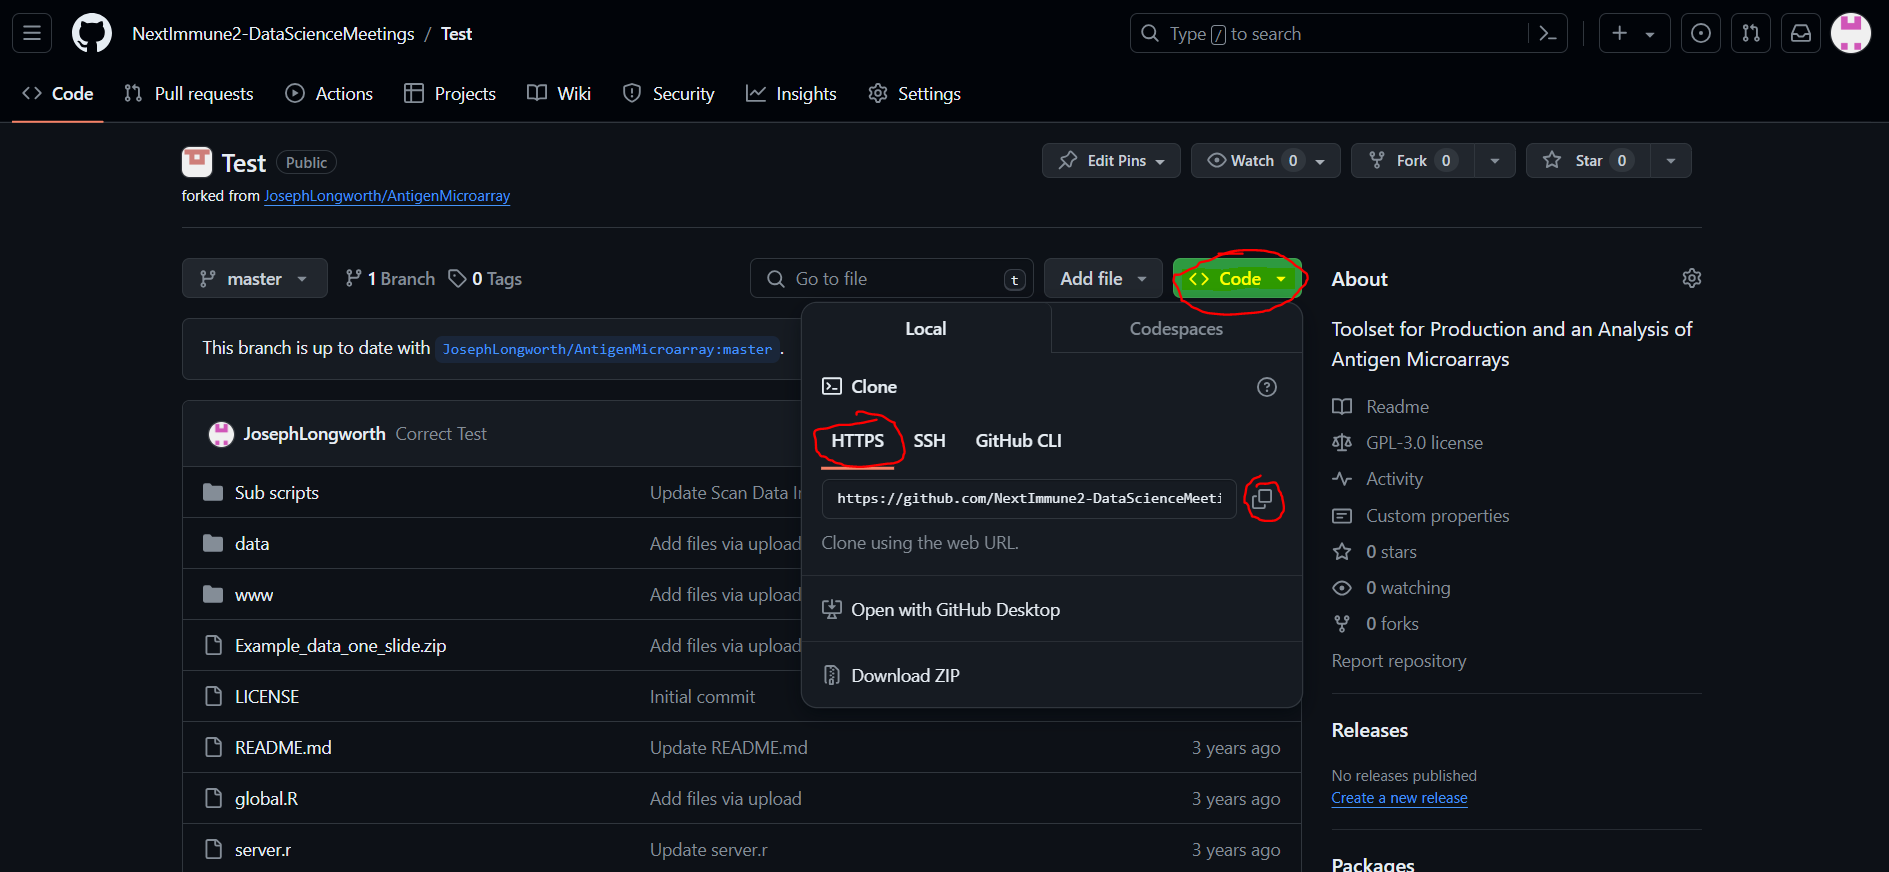 NextImmune2-DataScienceMeetings / Test
Type / to search
Code Pull requests Actions Projects Wiki Security Insights Settings
Test Public
Edit Pins Watch 0 Fork 0 Star 0
forked from JosephLongworth/AntigenMicroarray
master 1 Branch 0 Tags
Go to file t
Add file
Code
This branch is up to date with JosephLongworth/AntigenMicroarray:master .
JosephLongworth Correct Test
Sub scripts Update Scan Data
data Add files via upload
www Add files via upload
Example_data_one_slide.zip Add files via upload
LICENSE Initial commit
README.md Update README.md 3 years ago
global.R Add files via upload 3 years ago
server.r Update server.r 3 years ago
Local Codespaces
Clone
HTTPS SSH GitHub CLI
https://github.com/NextImmune2-DataScienceMeeti
Clone using the web URL.
Open with GitHub Desktop
Download ZIP
About
Toolset for Production and an Analysis of
Antigen Microarrays
Readme
GPL-3.0 license
Activity
Custom properties
0 stars
0 watching
0 forks
Report repository
Releases
No releases published
Create a new release
Packages